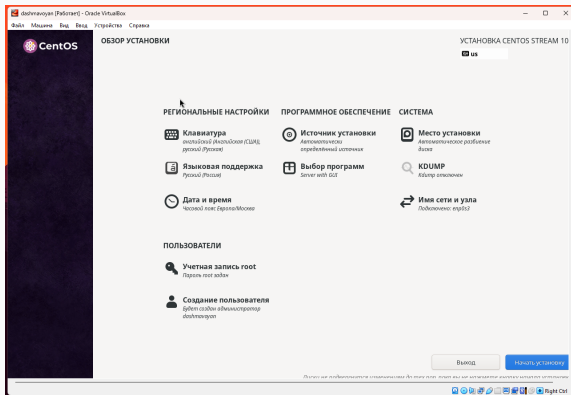 dashmavoyan [Работает] - Oracle VirtualBox
Файл Машина Вид Ввод Устройства Справка
CentOS
ОБЗОР УСТАНОВКИ
УСТАНОВКА CENTOS STREAM 10
us
РЕГИОНАЛЬНЫЕ НАСТРОЙКИ
ПРОГРАММНОЕ ОБЕСПЕЧЕНИЕ
СИСТЕМА
Клавиатура
английский (Английская (США)),
русский (Русская)
Источник установки
Автоматически
определённый источник
Место установки
Автоматическое разбиение
диска
Языковая поддержка
Русский (Россия)
Выбор программ
Server with GUI
KDUMP
Kdump отключен
Дата и время
Часовой пояс Европа/Москва
Имя сети и узла
Подключено: enp0s3
ПОЛЬЗОВАТЕЛИ
Учетная запись root
Пароль root задан
Создание пользователя
Будет создан администратор
dashmavoyan
Выход
Начать установку
Right Ctrl